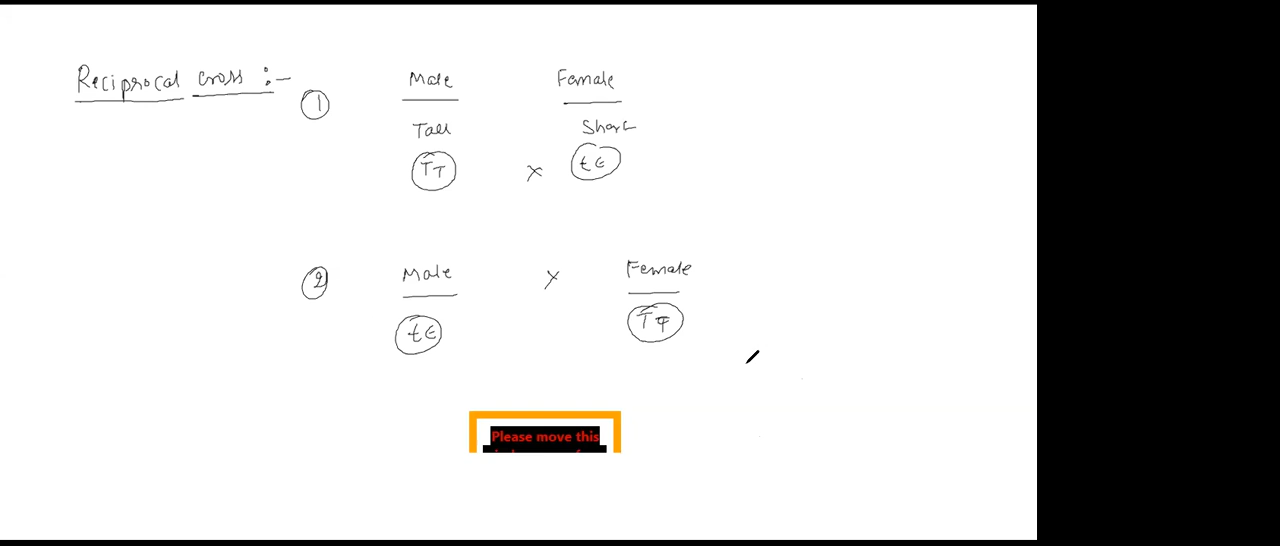 Reciprocal cross :-
① Male Female
Tall Short
TT × tt
② Male × Female
tt TT
Please move this